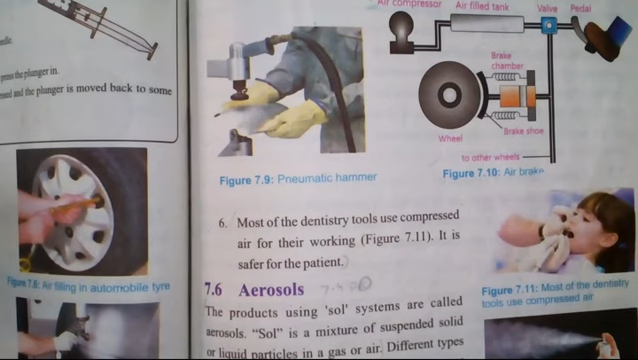 ndle.
press the plunger in.
and the plunger is moved back to some
Figure 7.8: Air filling in automobile tyre
Figure 7.9: Pneumatic hammer
Air compressor
Air filled tank
Valve
Pedal
Brake
chamber
Wheel
Brake shoe
to other wheels
Figure 7.10: Air brake
6. Most of the dentistry tools use compressed
air for their working (Figure 7.11). It is
safer for the patient.
7.6 Aerosols
The products using 'sol' systems are called
aerosols. “Sol” is a mixture of suspended solid
or liquid particles in a gas or air. Different types
Figure 7.11: Most of the dentistry
tools use compressed air